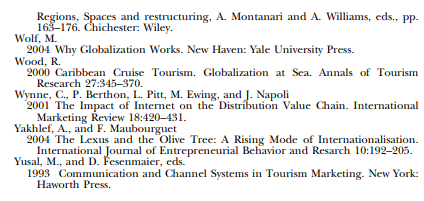 Regions, Spaces and restructuring, A. Montanari and A. Williams, eds., pp.
163–176. Chichester: Wiley.
Wolf, M.
2004 Why Globalization Works. New Haven: Yale University Press.
Wood, R.
2000 Caribbean Cruise Tourism. Globalization at Sea. Annals of Tourism
Research 27:345–370.
Wynne, C., P. Berthon, L. Pitt, M. Ewing, and J. Napoli
2001 The Impact of Internet on the Distribution Value Chain. International
Marketing Review 18:420–431.
Yakhlef, A., and F. Maubourguet
2004 The Lexus and the Olive Tree: A Rising Mode of Internationalisation.
International Journal of Entrepreneurial Behavior and Resarch 10:192–205.
Yusal, M., and D. Fesenmaier, eds.
1993 Communication and Channel Systems in Tourism Marketing. New York:
Haworth Press.